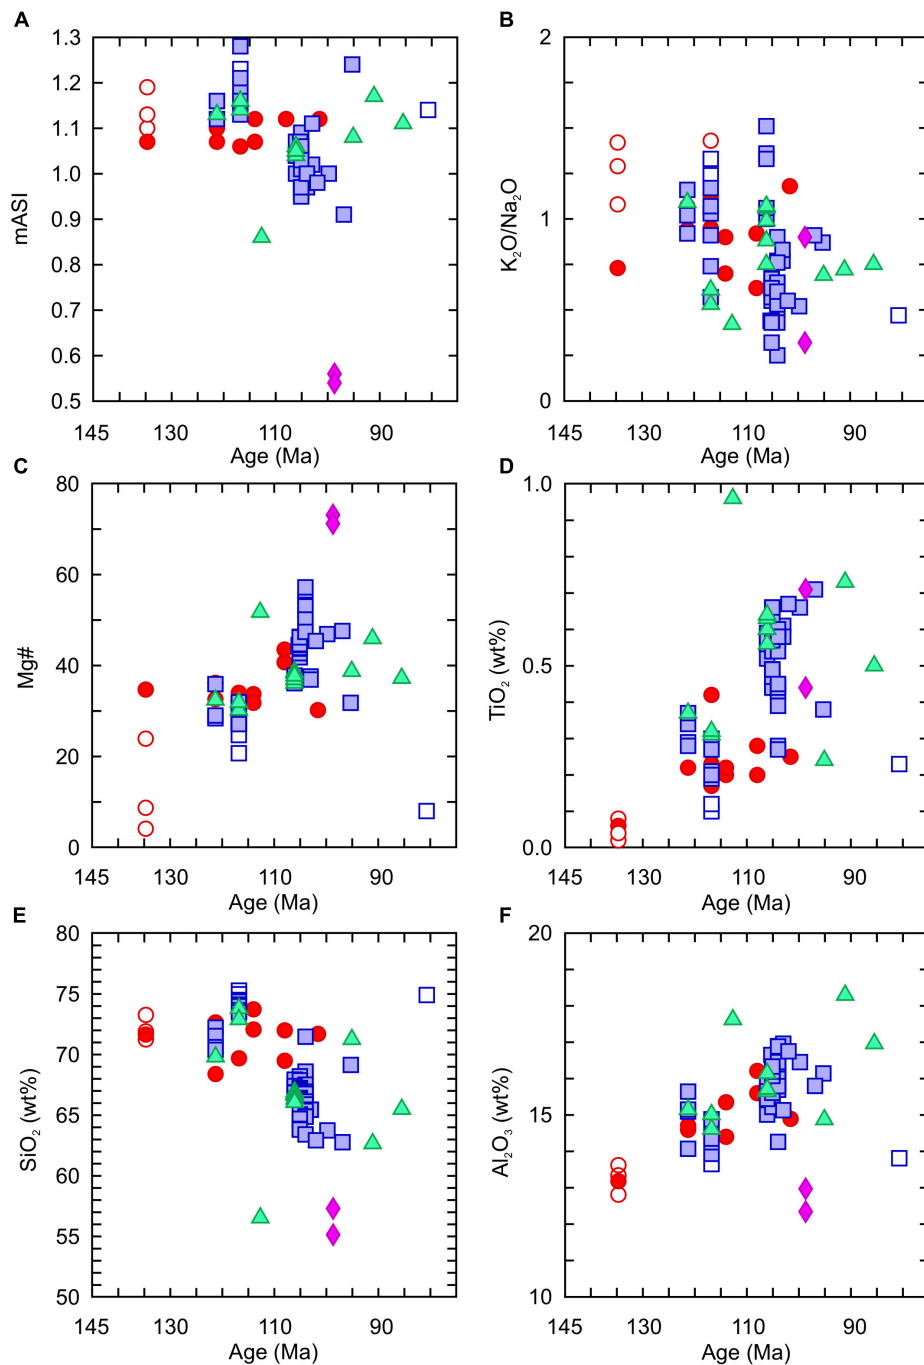 A
1.3
1.2
1.1
1.0
0.9
0.8
0.7
0.6
0.5
mASI
145 130 110 90
Age (Ma)
B
2
1
0
K₂O/Na₂O
145 130 110 90
Age (Ma)
C
80
60
40
20
0
Mg#
145 130 110 90
Age (Ma)
D
1.0
0.5
0.0
TiO₂ (wt%)
145 130 110 90
Age (Ma)
E
80
75
70
65
60
55
50
SiO₂ (wt%)
145 130 110 90
Age (Ma)
F
20
15
10
Al₂O₃ (wt%)
145 130 110 90
Age (Ma)